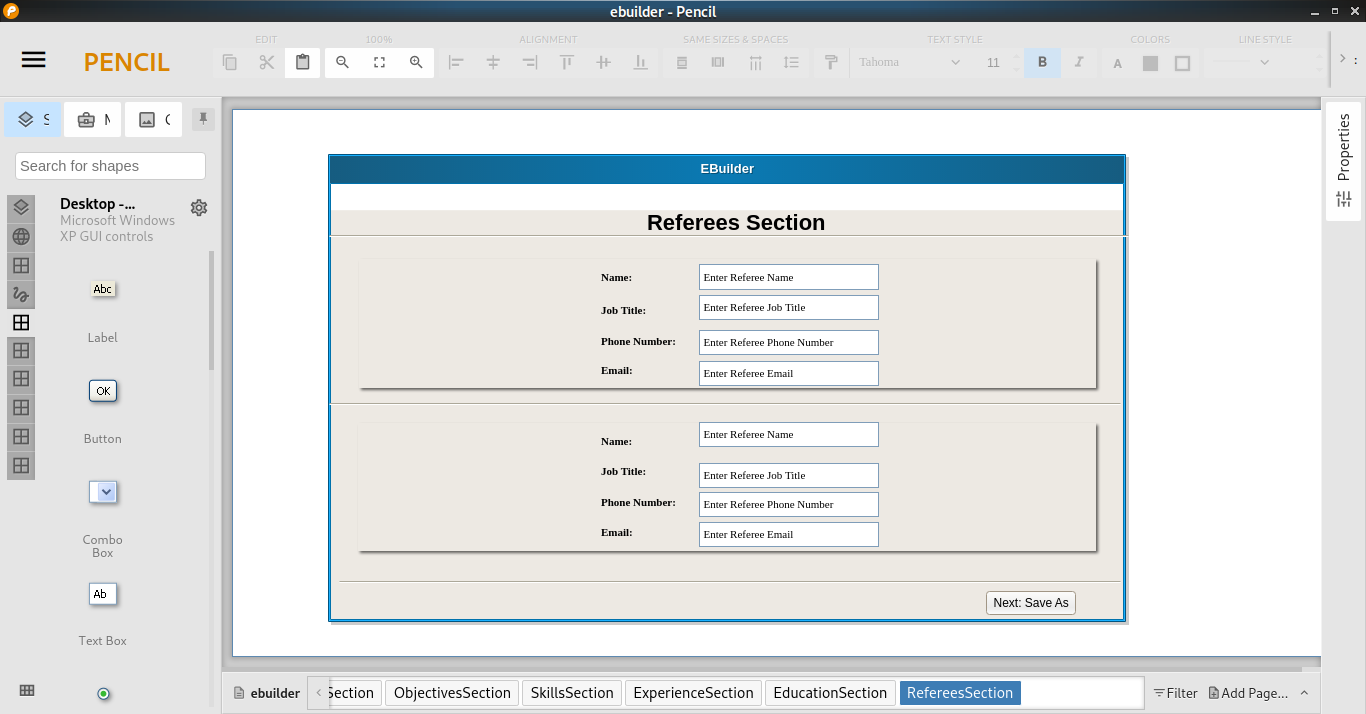 ebuilder - Pencil
PENCIL
EDIT
100%
ALIGNMENT
SAME SIZES & SPACES
TEXT STYLE
COLORS
LINE STYLE
Tahoma
11
B
I
A
S
Search for shapes
Desktop -...
Microsoft Windows
XP GUI controls
Abc
Label
OK
Button
Combo
Box
Ab
Text Box
EBuilder
Referees Section
Name:
Enter Referee Name
Job Title:
Enter Referee Job Title
Phone Number:
Enter Referee Phone Number
Email:
Enter Referee Email
Name:
Enter Referee Name
Job Title:
Enter Referee Job Title
Phone Number:
Enter Referee Phone Number
Email:
Enter Referee Email
Next: Save As
Properties
ebuilder
Section
ObjectivesSection
SkillsSection
ExperienceSection
EducationSection
RefereesSection
Filter
Add Page...